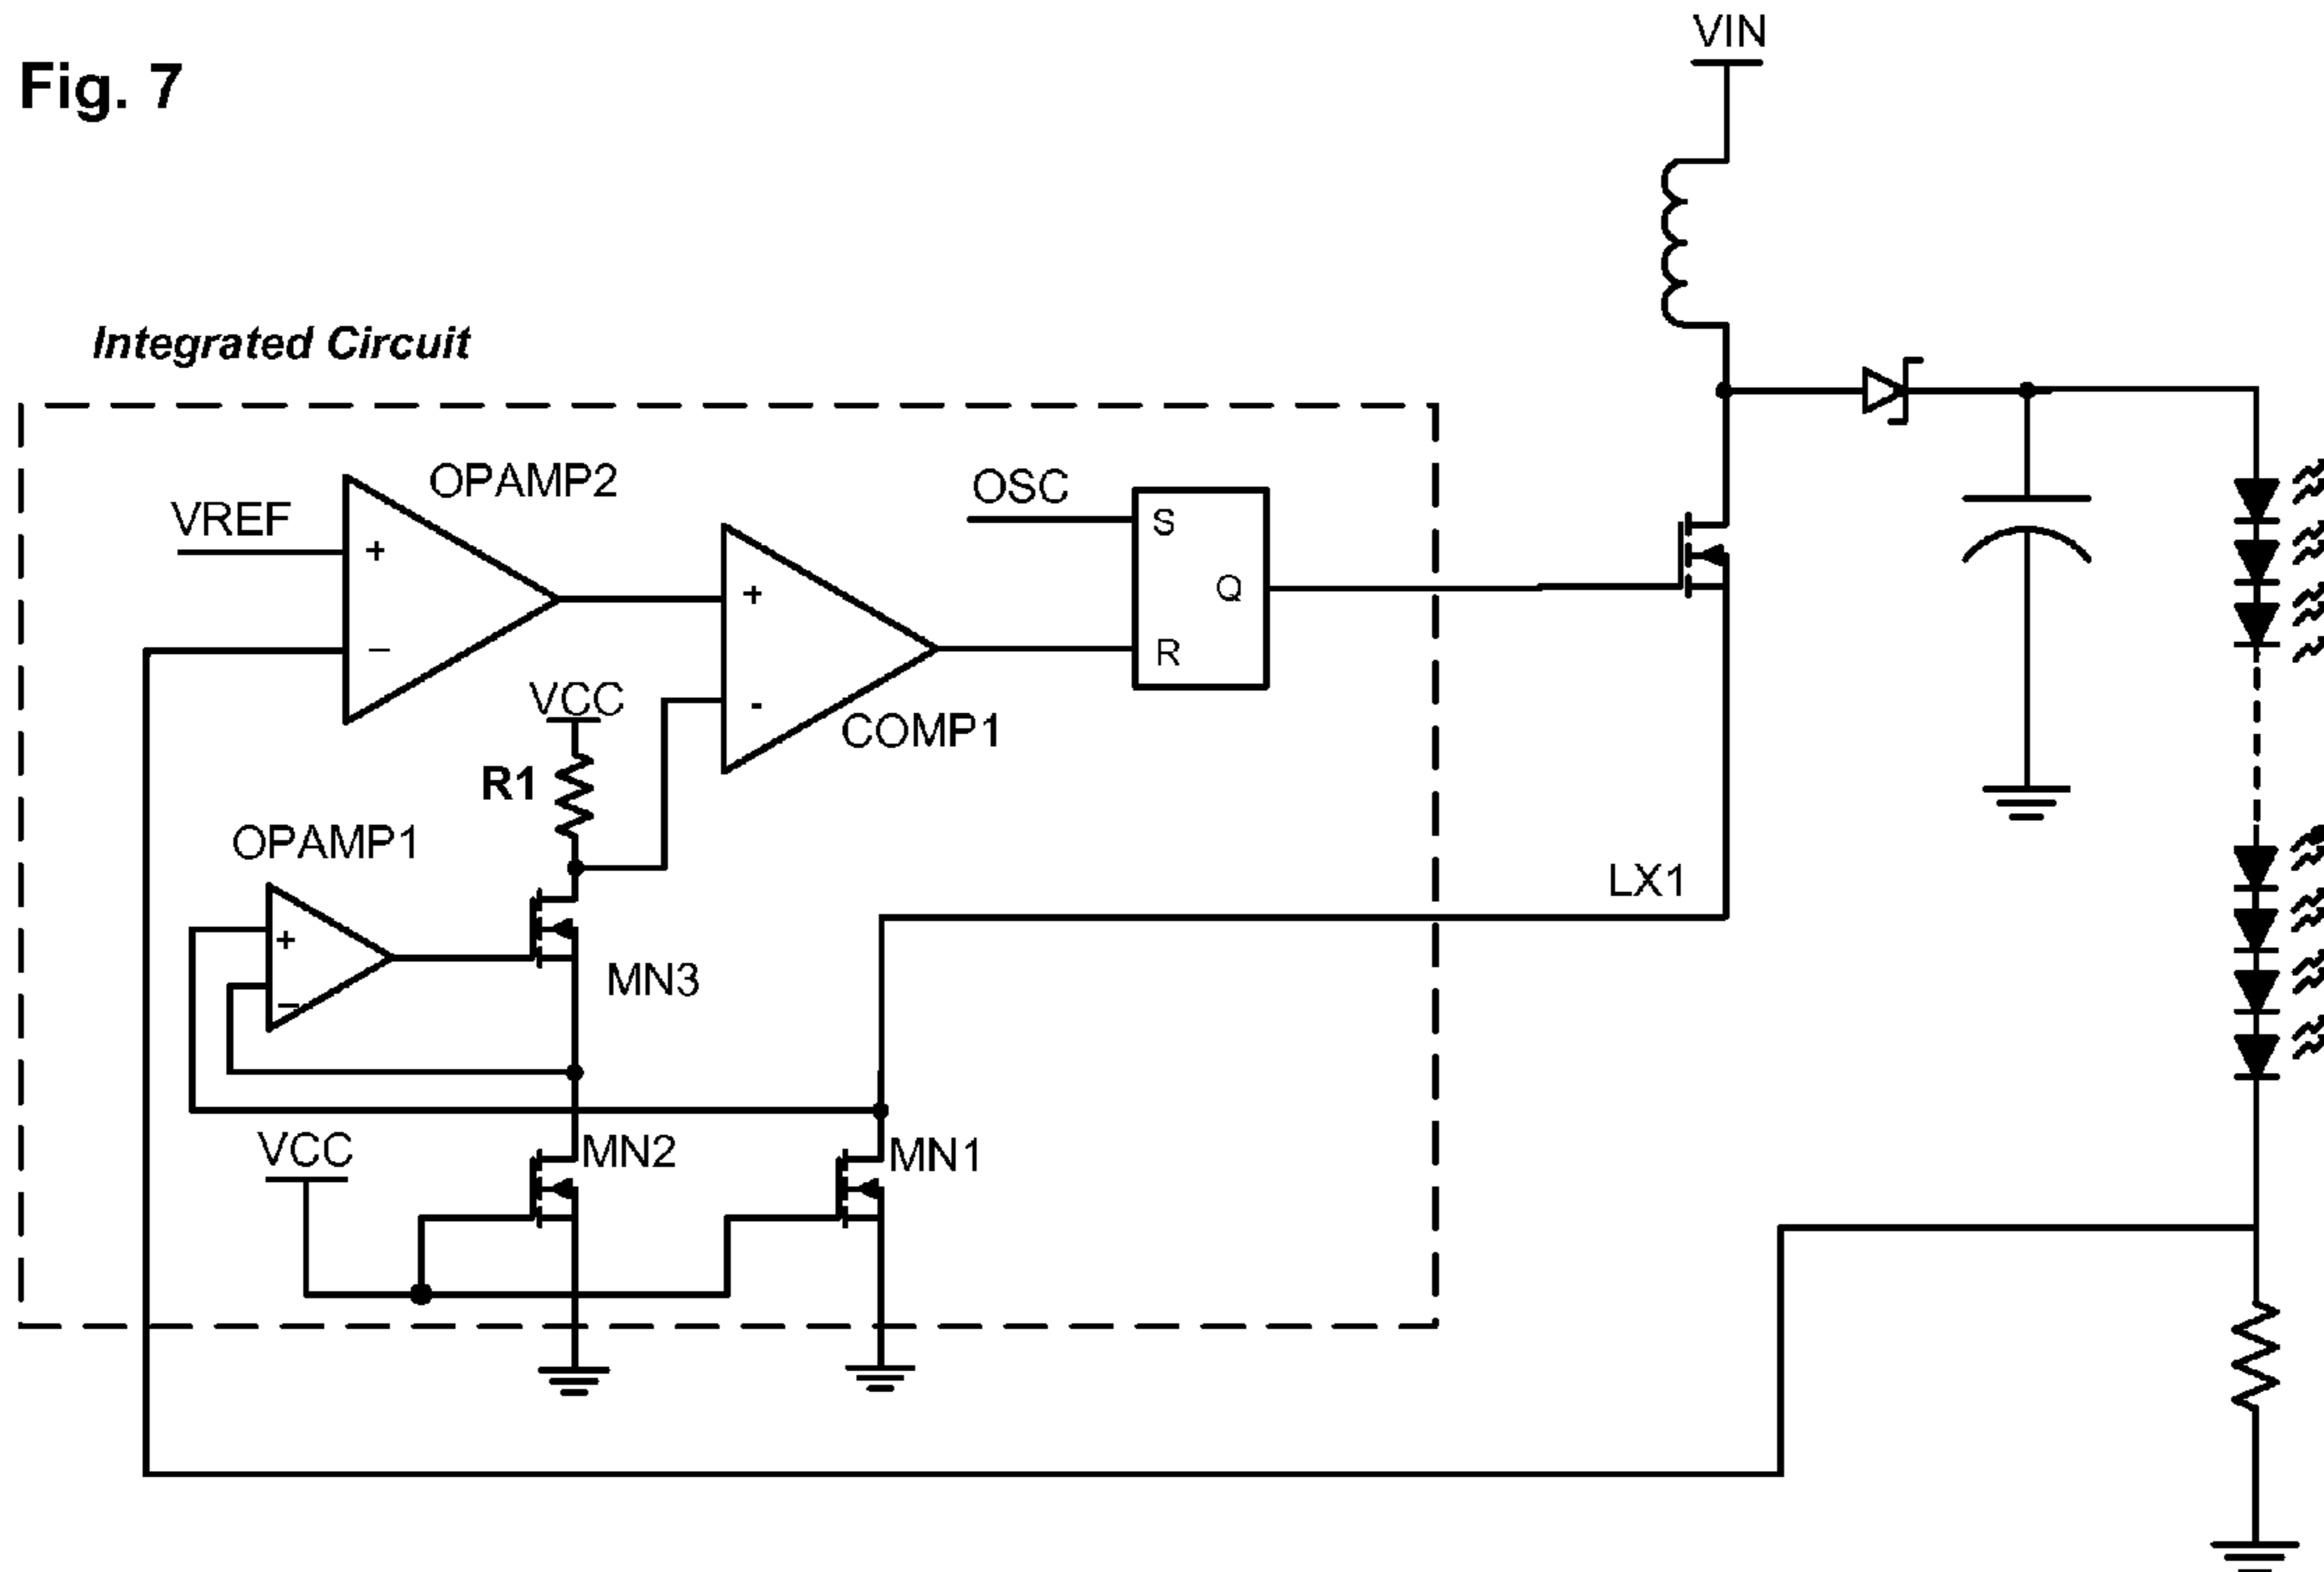 Fig. 7
VIN
Integrated Circuit
OPAMP2
VREF
+
–
OSC
S
Q
R
+
-
COMP1
VCC
R1
OPAMP1
+
–
MN3
LX1
VCC
MN2
MN1